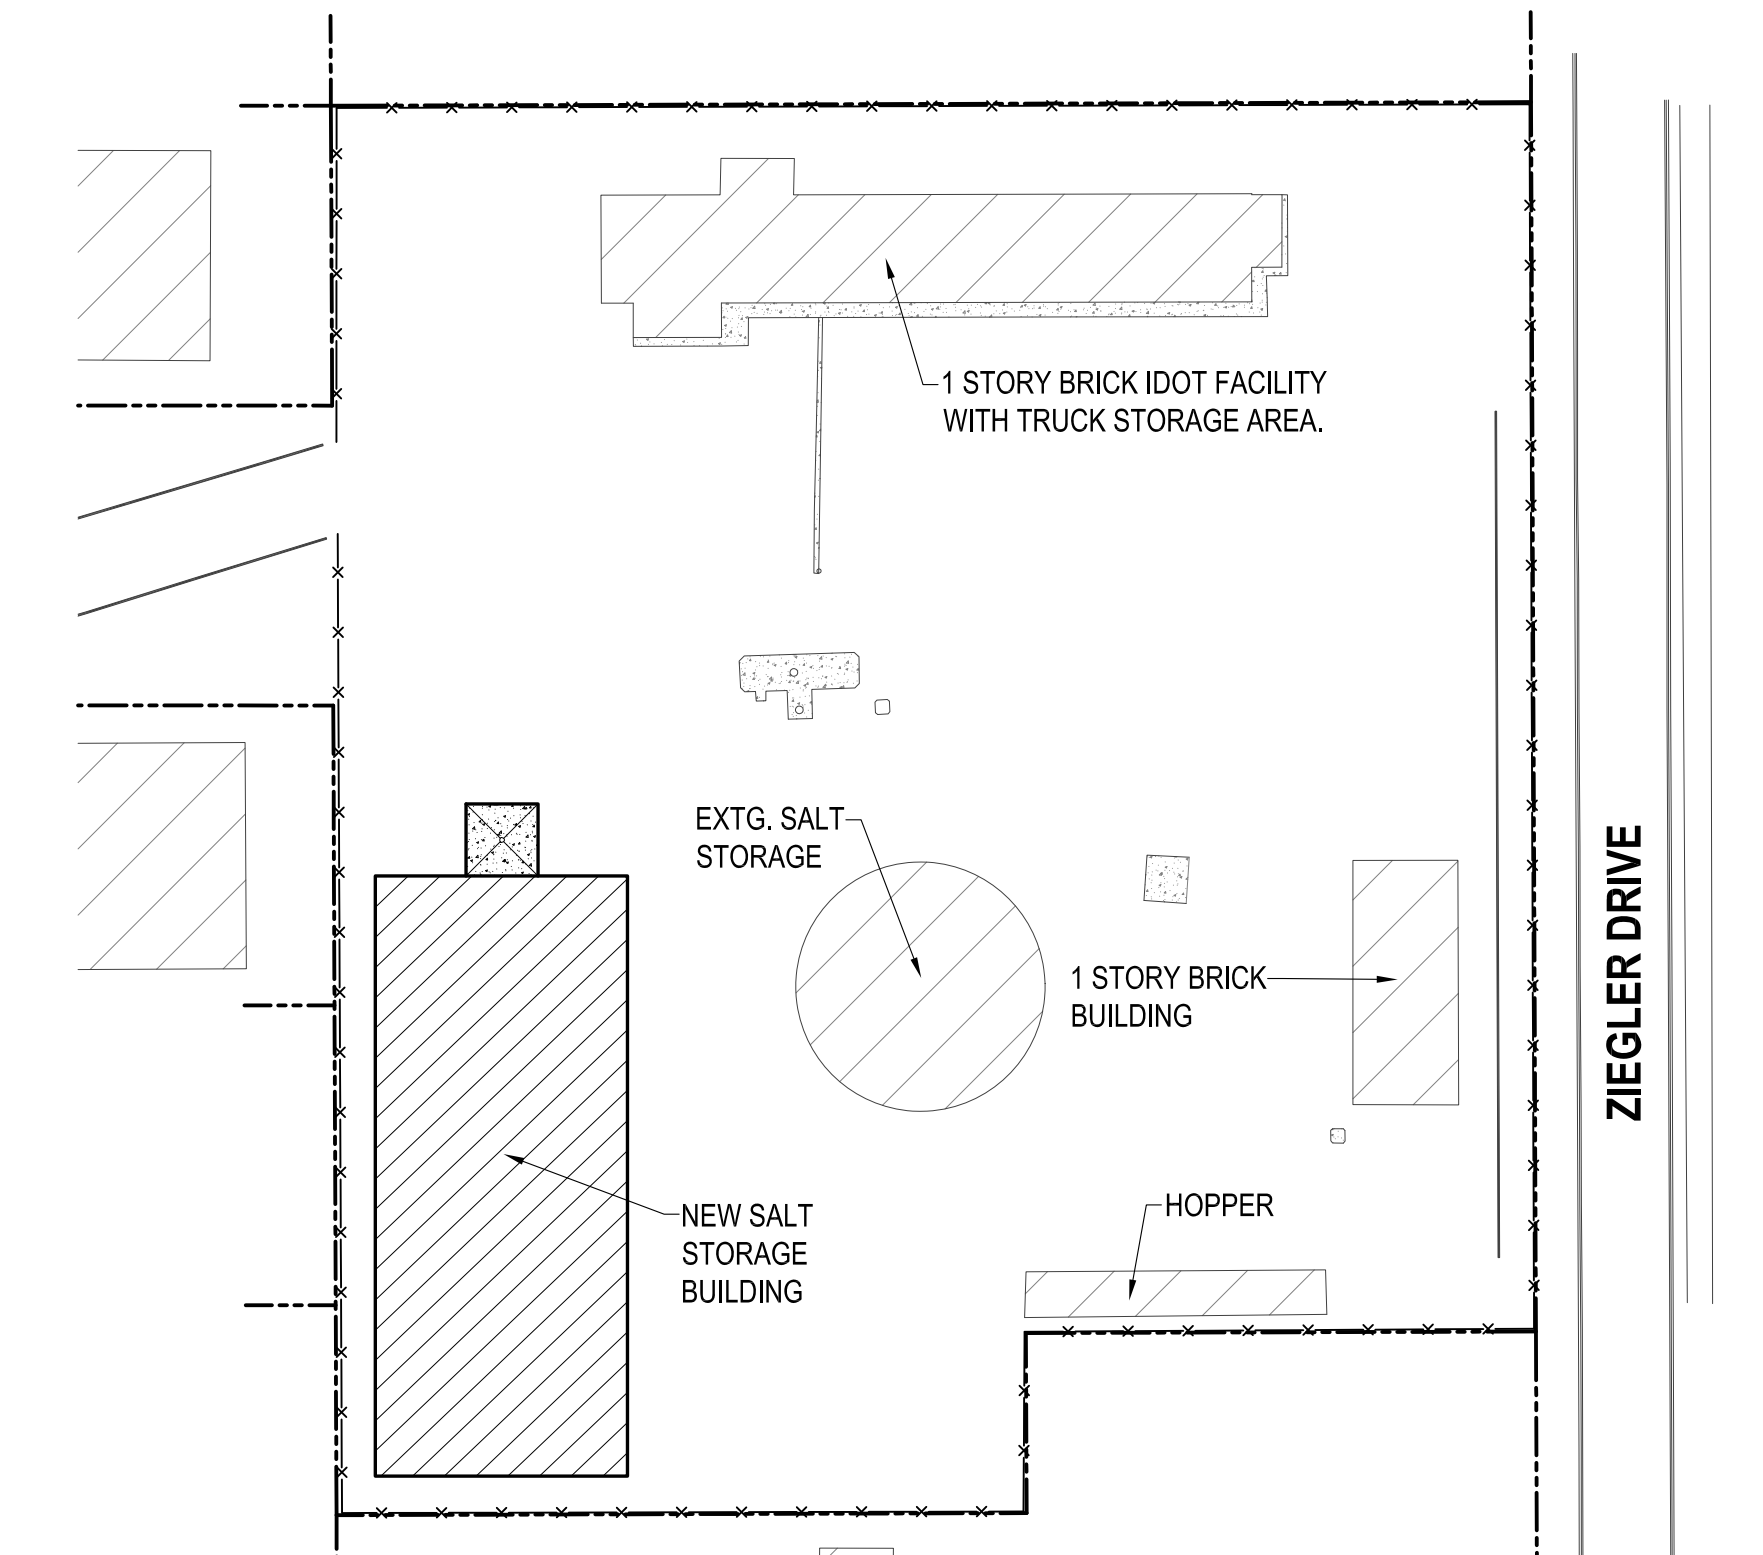 1 STORY BRICK IDOT FACILITY
WITH TRUCK STORAGE AREA.
EXTG. SALT
STORAGE
1 STORY BRICK
BUILDING
ZIEGLER DRIVE
NEW SALT
STORAGE
BUILDING
HOPPER